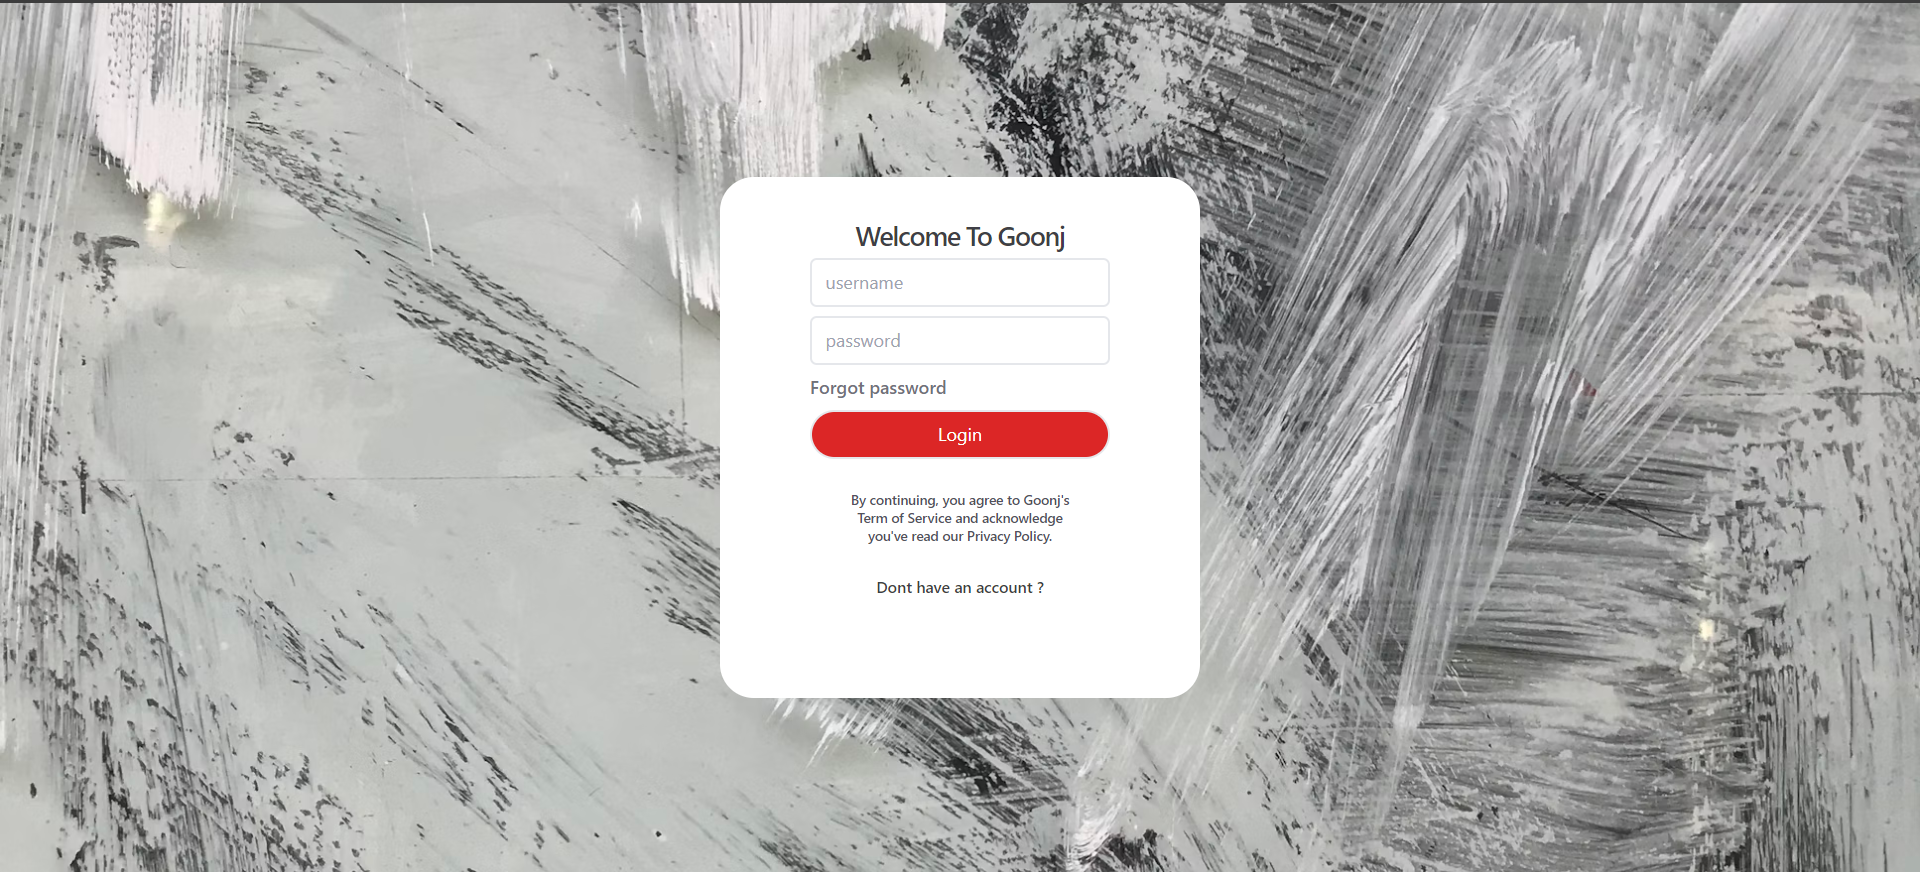 Welcome To Goonj
username
password
Forgot password
Login
By continuing, you agree to Goonj's
Term of Service and acknowledge
you've read our Privacy Policy.
Dont have an account ?